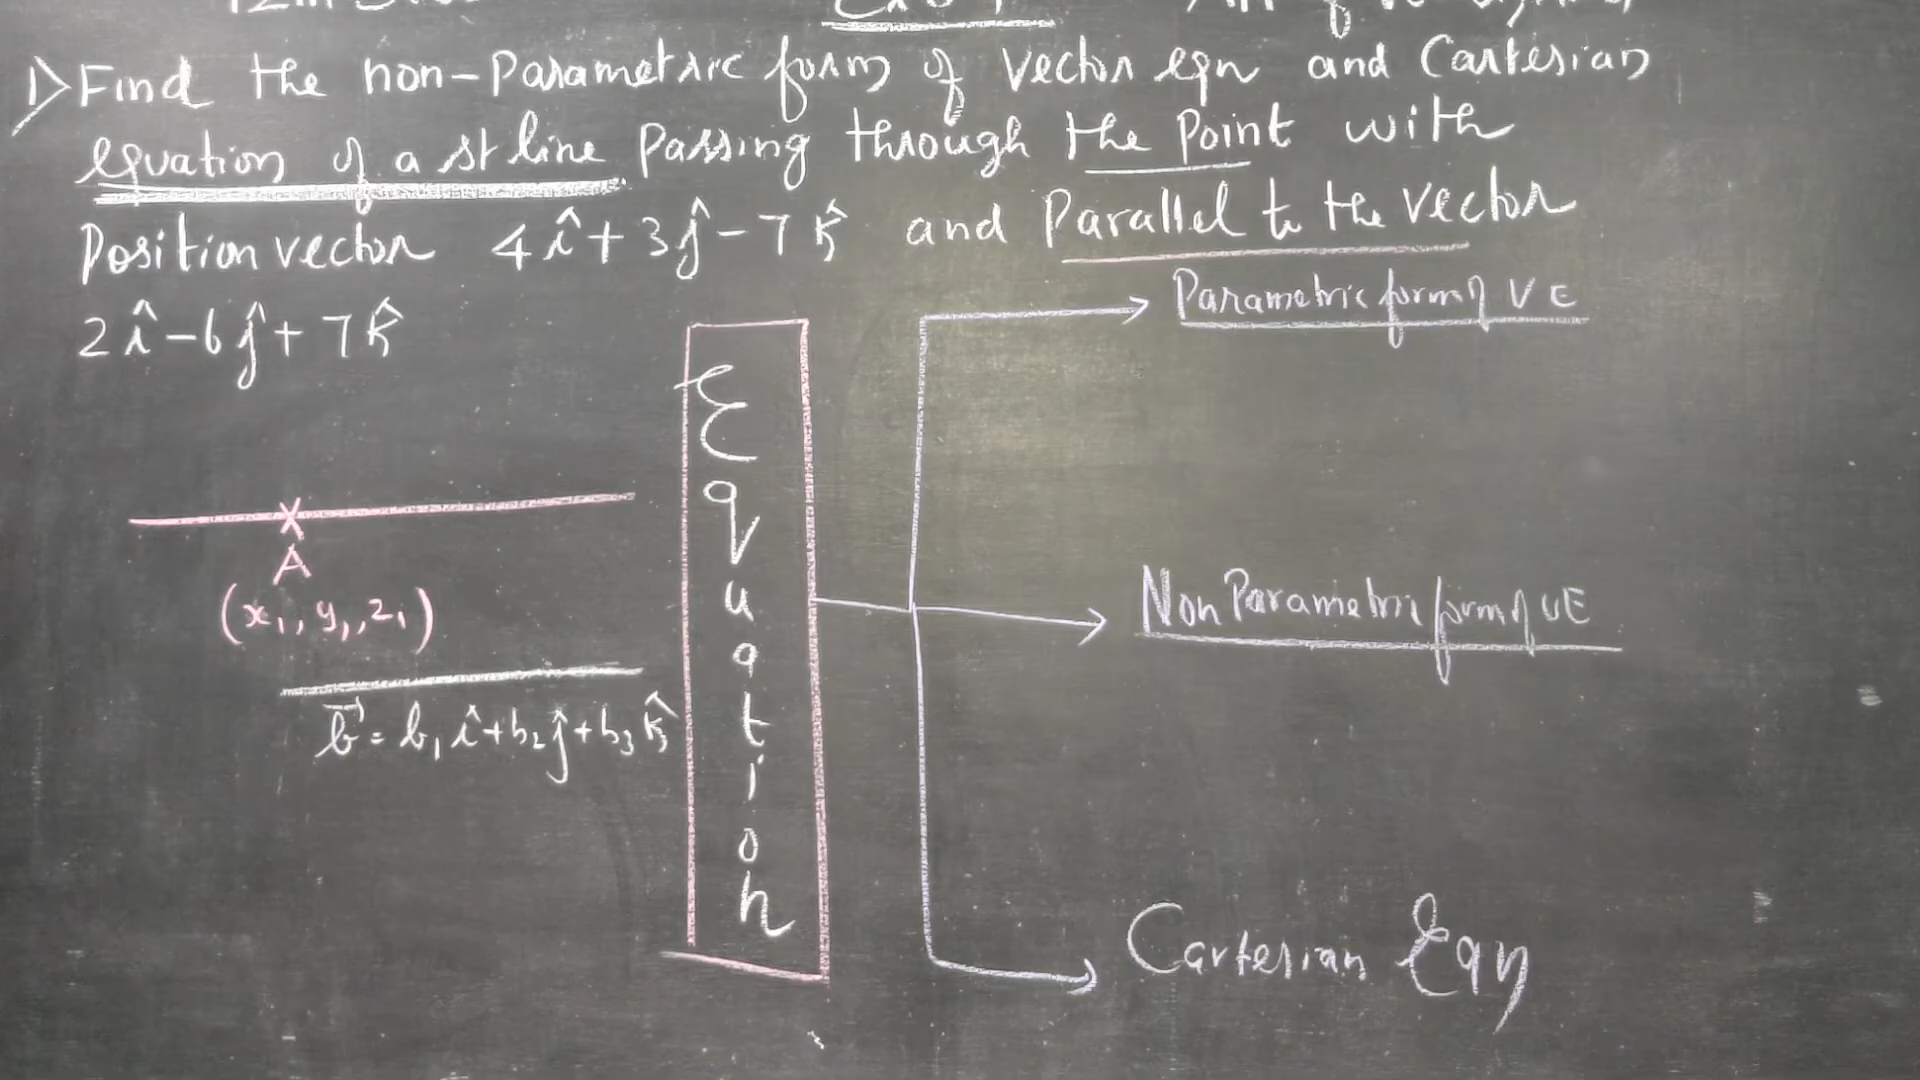 1) Find the non-Parametric form of vector eqn and Cartesian
equation of a st line passing through the Point with
Position vector 4î + 3ĵ - 7k̂ and Parallel to the vector
2î - 6ĵ + 7k̂
Parametric form of VE
Equation
A
(x₁, y₁, z₁)
Non Parametric form of VE
b⃗ = b₁î + b₂ĵ + b₃k̂
Cartesian Eqn